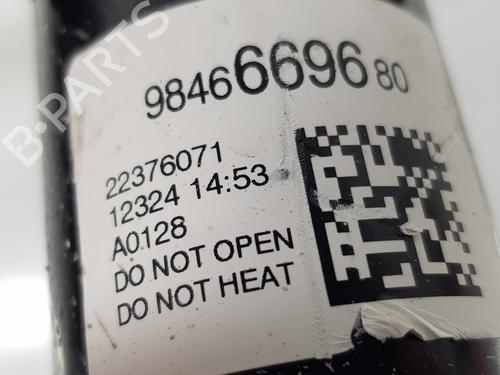 B-PARTS
9846669680
22376071
12324 14:53
A0128
DO NOT OPEN
DO NOT HEAT